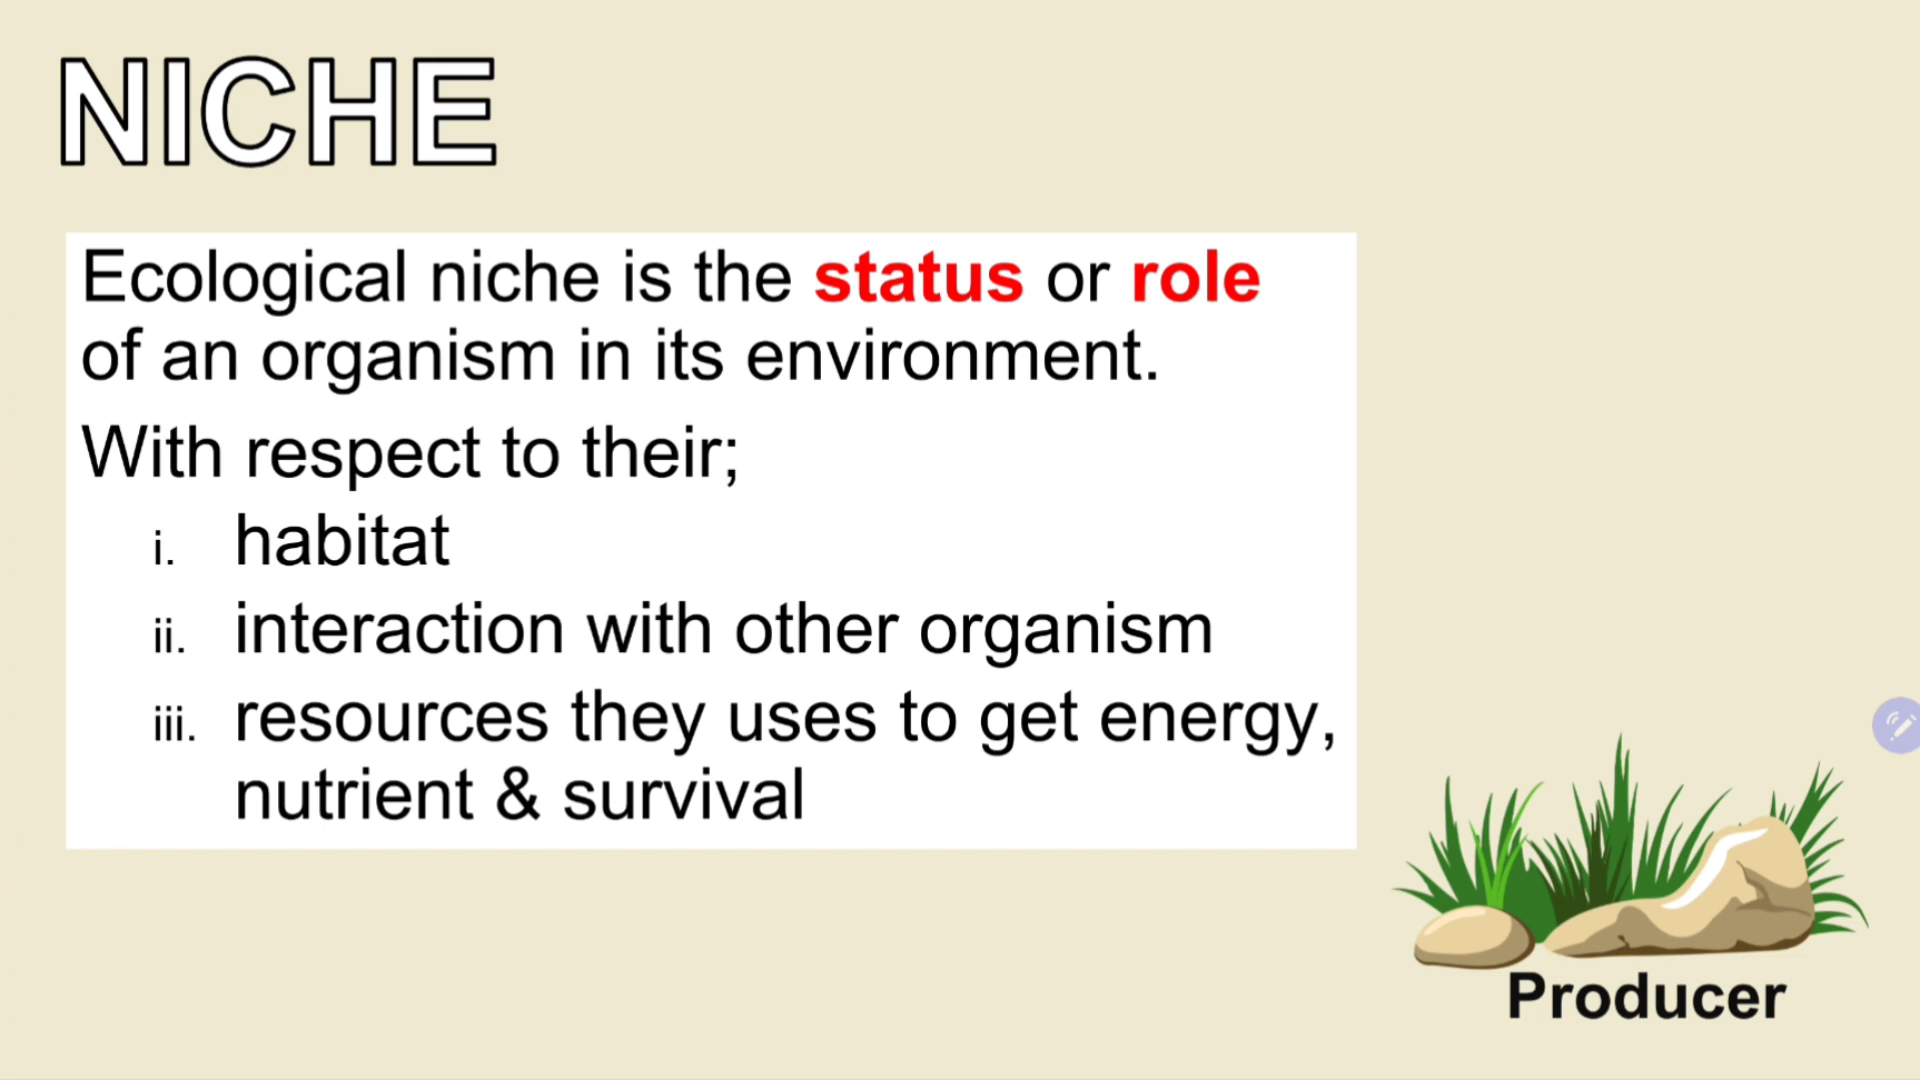 NICHE
Ecological niche is the status or role
of an organism in its environment.
With respect to their;
i. habitat
ii. interaction with other organism
iii. resources they uses to get energy,
nutrient & survival
Producer